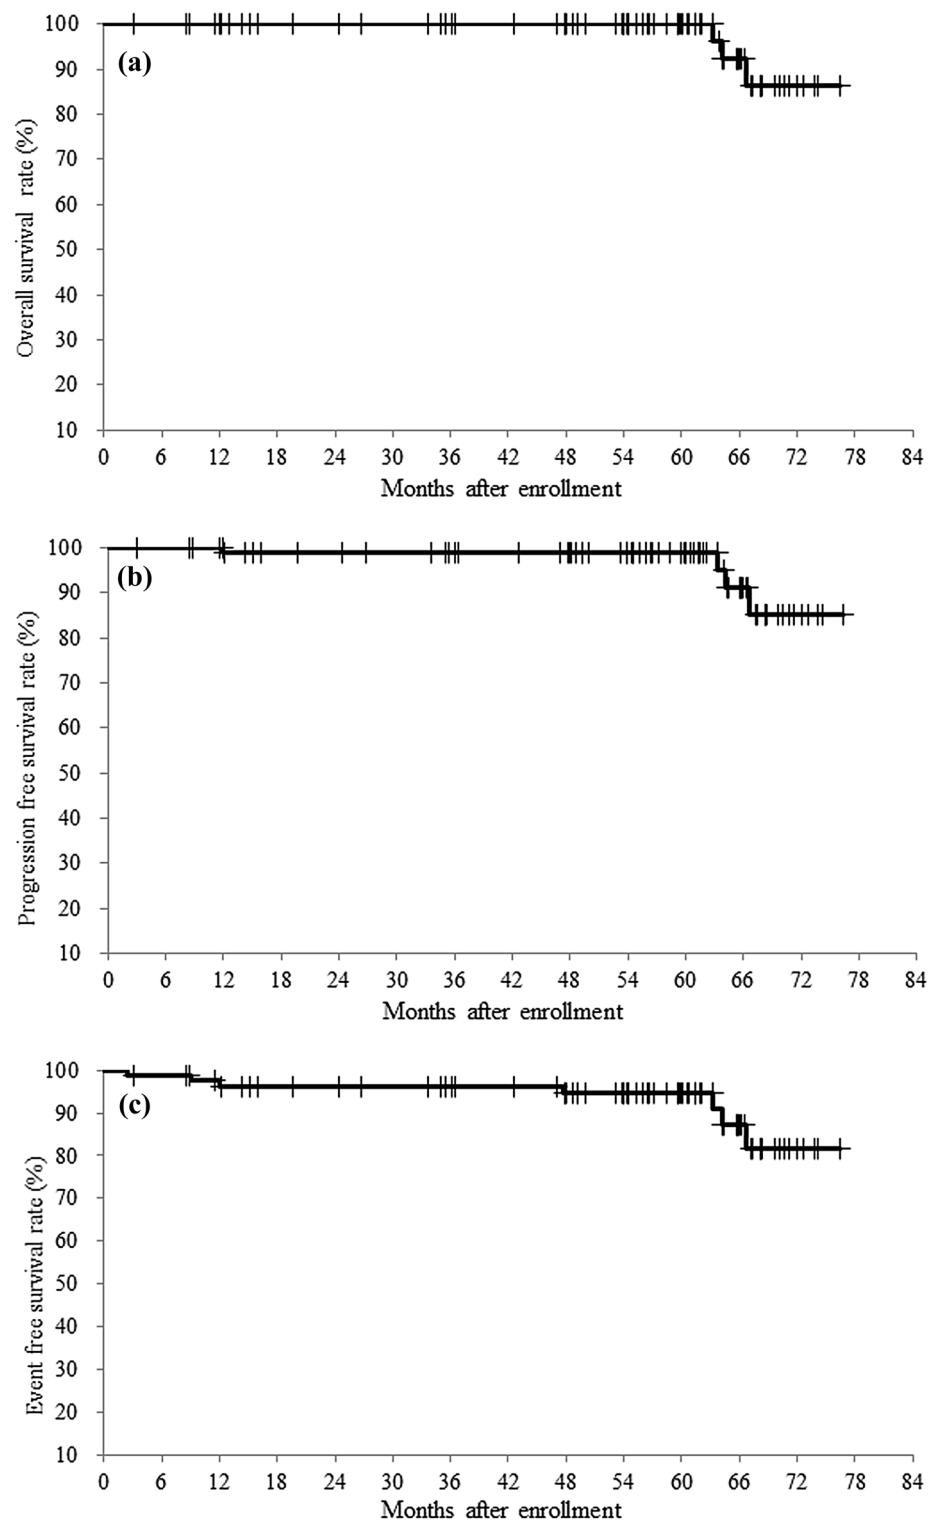 100
(a)
90
80
70
60
50
40
30
20
10
Overall survival rate (%)
0 6 12 18 24 30 36 42 48 54 60 66 72 78 84
Months after enrollment
100
(b)
90
80
70
60
50
40
30
20
10
Progression free survival rate (%)
0 6 12 18 24 30 36 42 48 54 60 66 72 78 84
Months after enrollment
100
(c)
90
80
70
60
50
40
30
20
10
Event free survival rate (%)
0 6 12 18 24 30 36 42 48 54 60 66 72 78 84
Months after enrollment